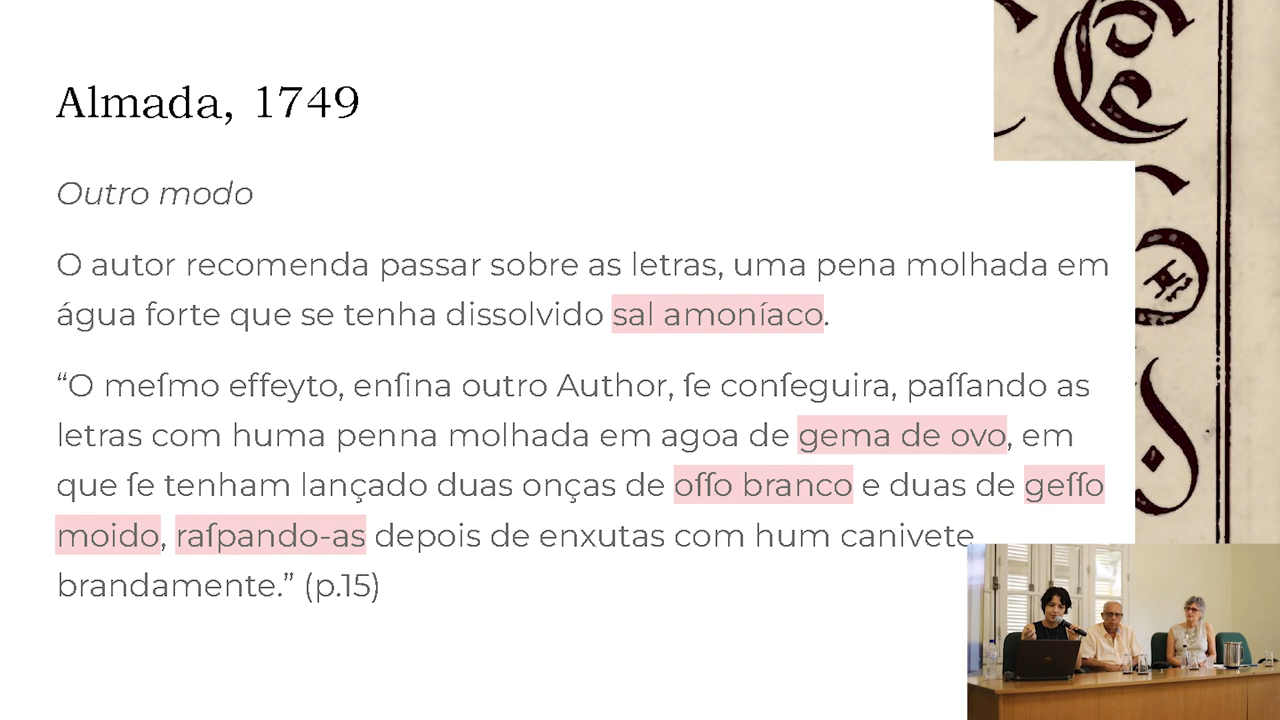 Almada, 1749
Outro modo
O autor recomenda passar sobre as letras, uma pena molhada em
água forte que se tenha dissolvido sal amoníaco.
“O meſmo effeyto, enſina outro Author, ſe conſeguira, paſſando as
letras com huma penna molhada em agoa de gema de ovo, em
que ſe tenham lançado duas onças de oſſo branco e duas de geſſo
moido, raſpando-as depois de enxutas com hum canivete
brandamente.” (p.15)